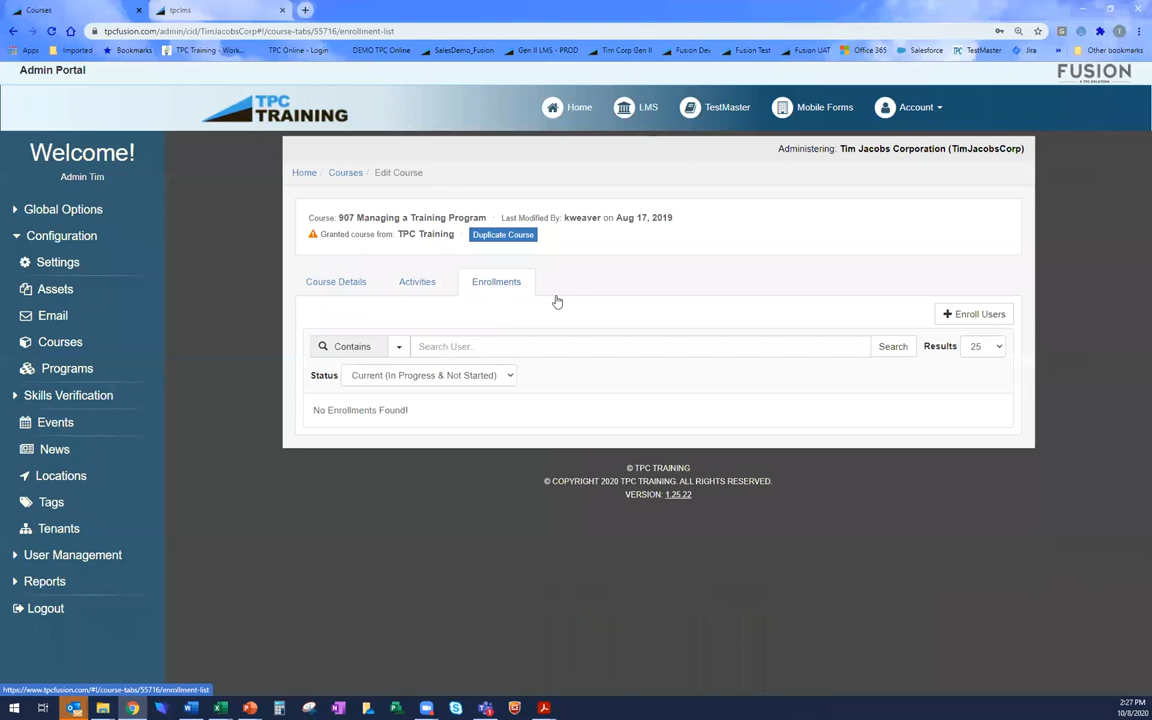 Courses
tpclms
tpcfusion.com/admin/cid/TimJacobsCorp#!/course-tabs/55716/enrollment-list
Apps
Imported
Bookmarks
TPC Training - Work...
TPC Online - Login
DEMO TPC Online
SalesDemo_Fusion
Gen II LMS - PROD
Tim Corp Gen II
Fusion Dev
Fusion Test
Fusion UAT
Office 365
Salesforce
TestMaster
Jira
»
Other bookmarks
Admin Portal
FUSION
A TPC SOLUTION
TPC
TRAINING
Home
LMS
TestMaster
Mobile Forms
Account
Welcome!
Admin Tim
Global Options
Configuration
Settings
Assets
Email
Courses
Programs
Skills Verification
Events
News
Locations
Tags
Tenants
User Management
Reports
Logout
Administering: Tim Jacobs Corporation (TimJacobsCorp)
Home Courses Edit Course
Course: 907 Managing a Training Program · Last Modified By: kweaver on Aug 17, 2019
Granted course from: TPC Training · Duplicate Course
Course Details
Activities
Enrollments
+ Enroll Users
Contains
Search User..
Search
Results
25
Status
Current (In Progress & Not Started)
No Enrollments Found!
© TPC TRAINING
© COPYRIGHT 2020 TPC TRAINING. ALL RIGHTS RESERVED.
VERSION: 1.25.22
https://www.tpcfusion.com/#!/course-tabs/55716/enrollment-list
2:27 PM
10/8/2020